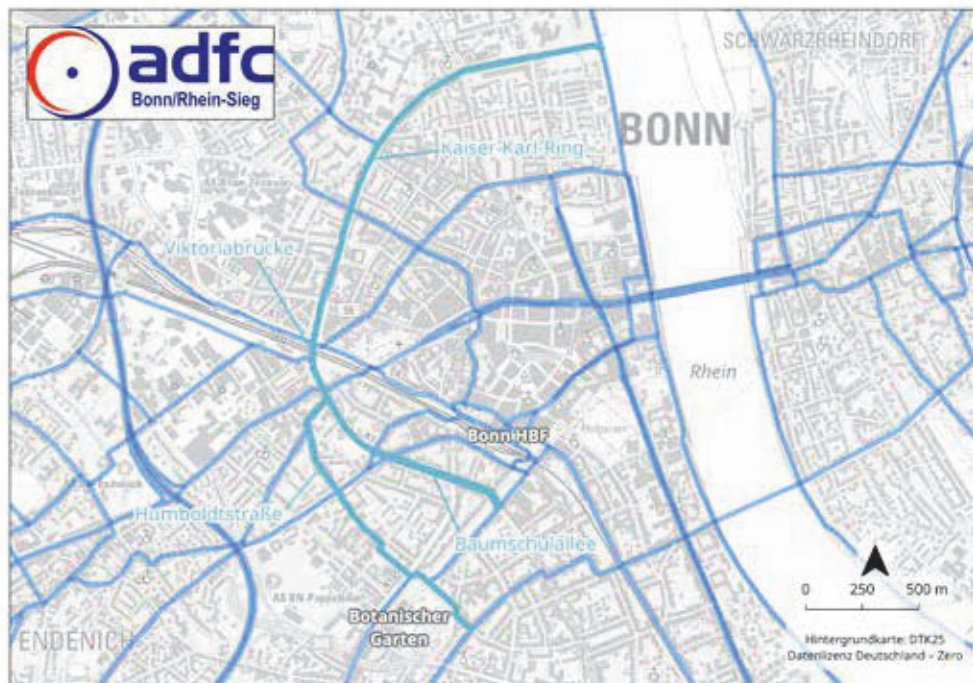 adfc
Bonn/Rhein-Sieg
SCHWARZRHEINDORF
BONN
Kaiser-Karl-Ring
Viktoriabrücke
Rhein
Bonn HBF
Humboldtstraße
Baumschulallee
Botanischer
Garten
ENDENICH
0 250 500 m
Hintergrundkarte: DTK25
Datenlizenz Deutschland – Zero